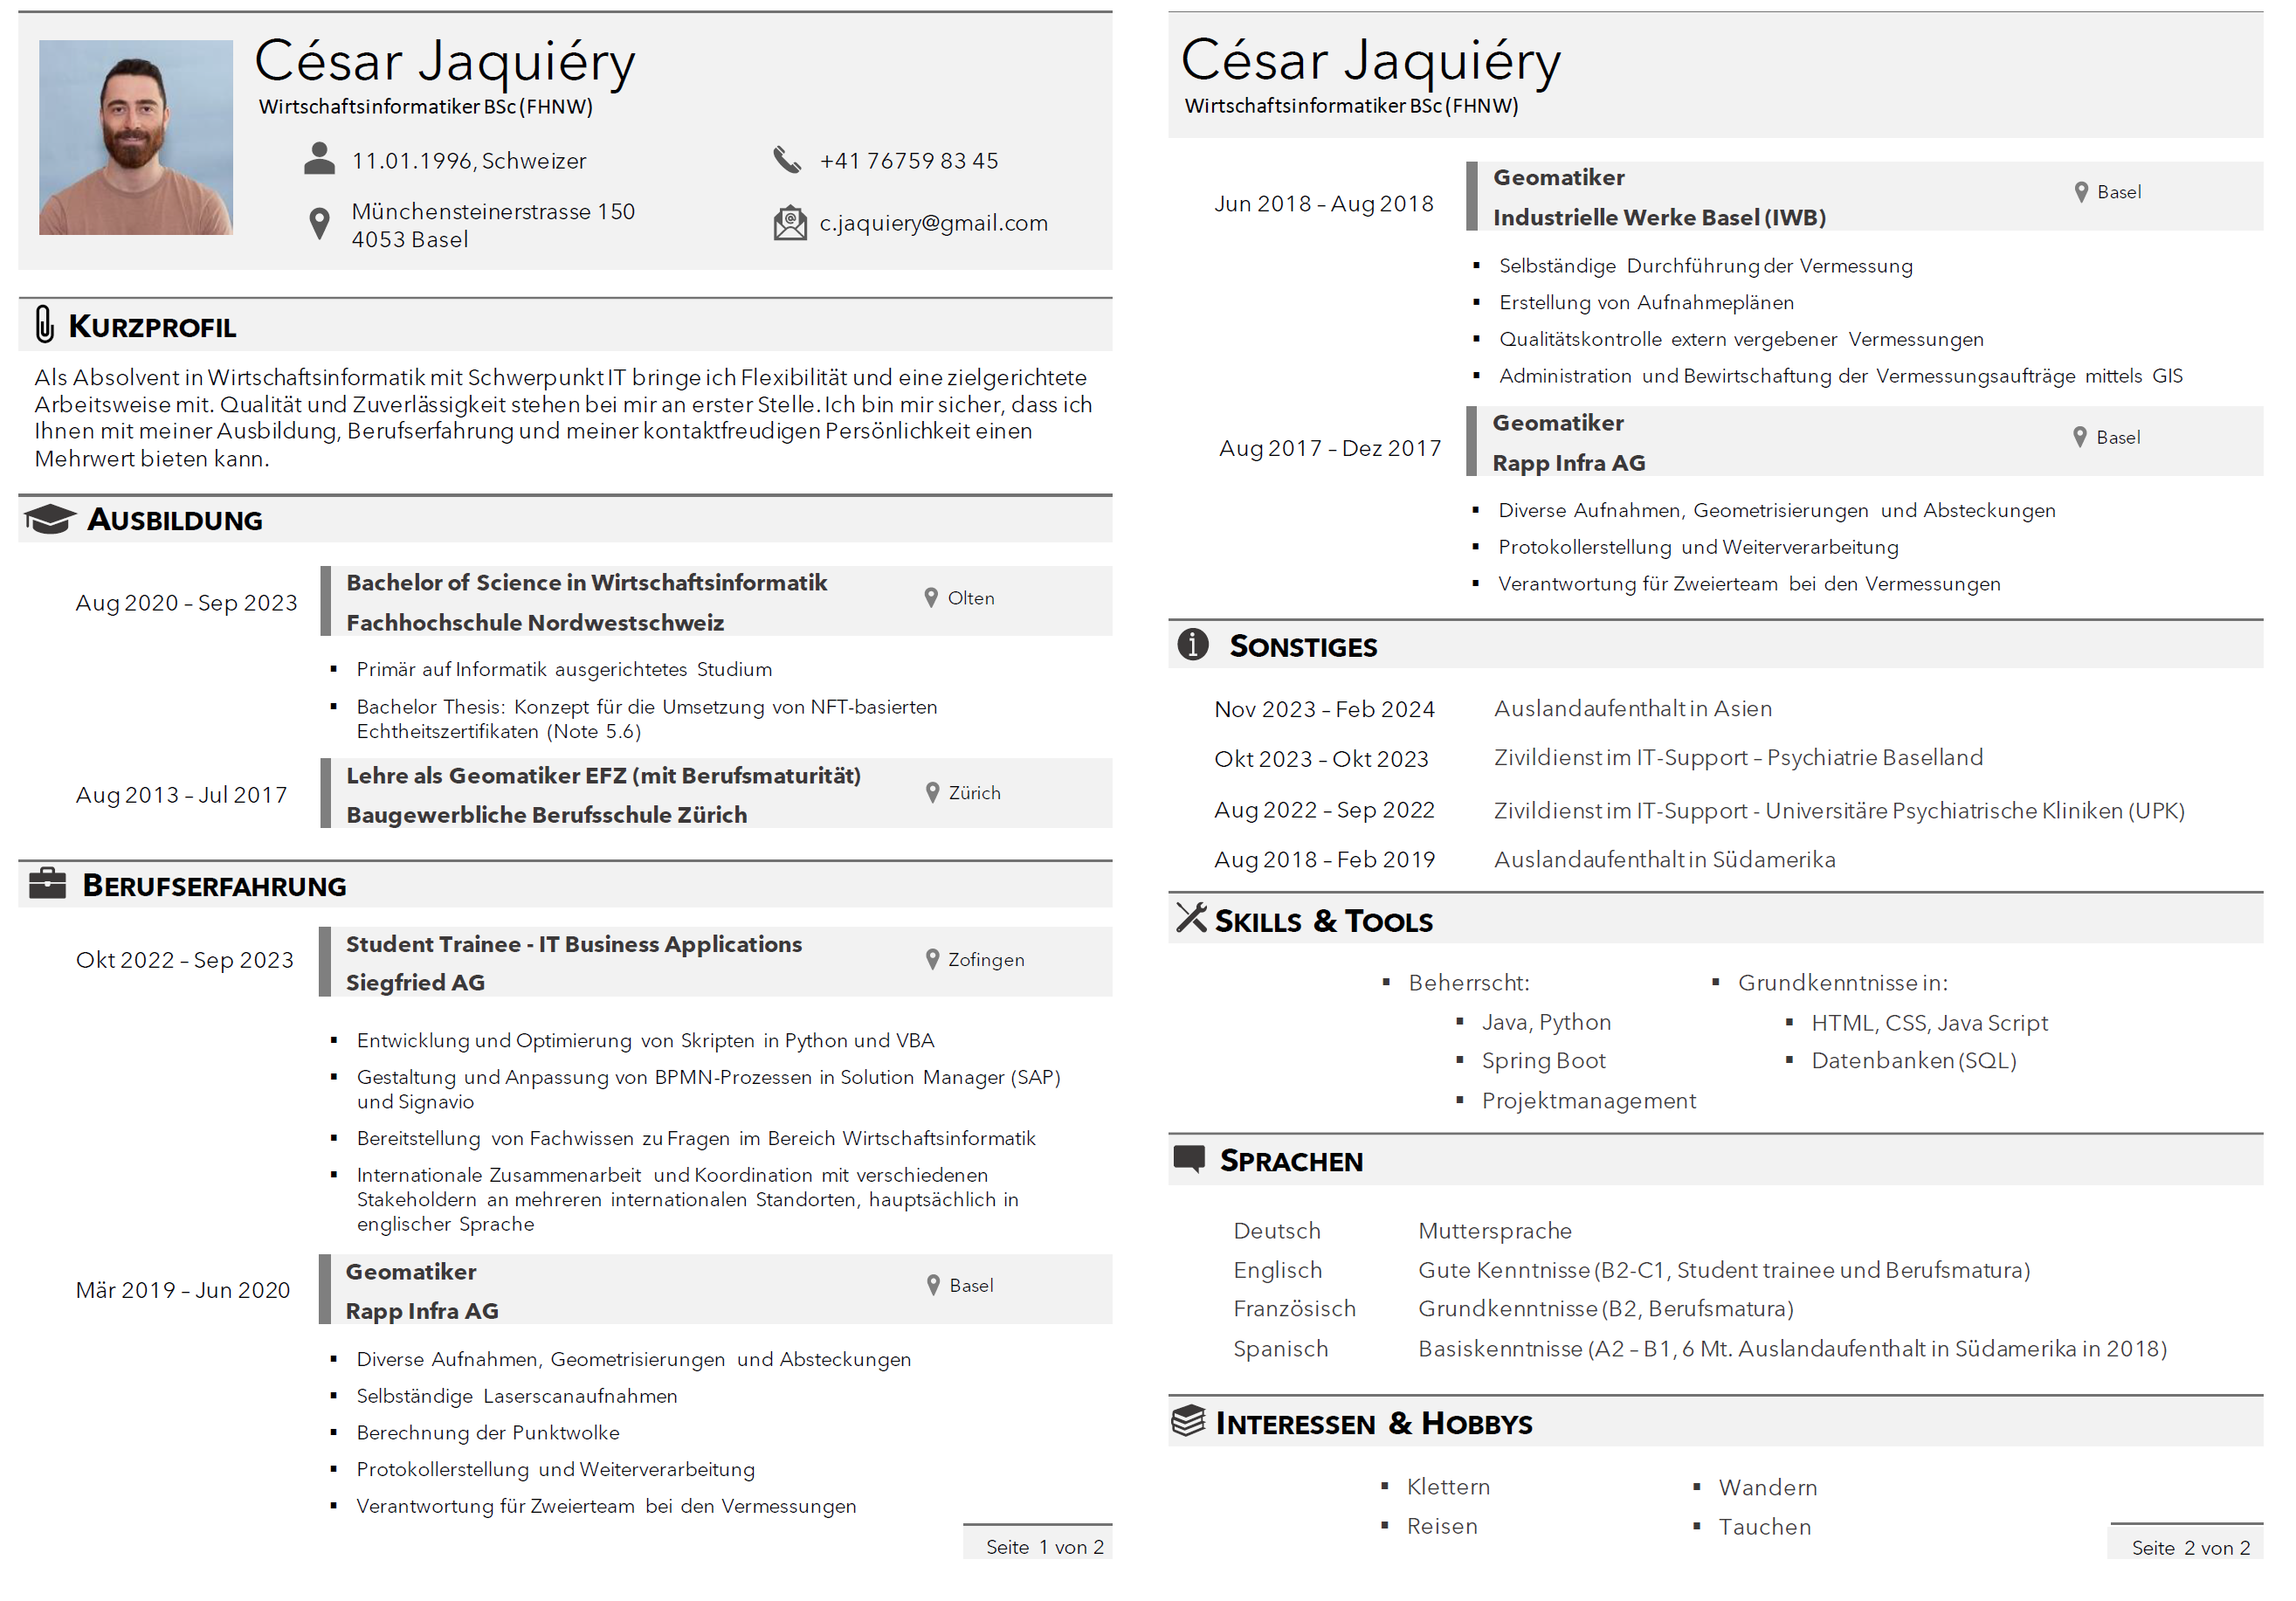 César Jaquiéry
Wirtschaftsinformatiker BSc (FHNW)
11.01.1996, Schweizer
+41 76759 83 45
Münchensteinerstrasse 150
4053 Basel
c.jaquiery@gmail.com
KURZPROFIL
Als Absolvent in Wirtschaftsinformatik mit Schwerpunkt IT bringe ich Flexibilität und eine zielgerichtete
Arbeitsweise mit. Qualität und Zuverlässigkeit stehen bei mir an erster Stelle. Ich bin mir sicher, dass ich
Ihnen mit meiner Ausbildung, Berufserfahrung und meiner kontaktfreudigen Persönlichkeit einen
Mehrwert bieten kann.
AUSBILDUNG
Aug 2020 – Sep 2023
Bachelor of Science in Wirtschaftsinformatik
Fachhochschule Nordwestschweiz
Olten
▪ Primär auf Informatik ausgerichtetes Studium
▪ Bachelor Thesis: Konzept für die Umsetzung von NFT-basierten
Echtheitszertifikaten (Note 5.6)
Aug 2013 – Jul 2017
Lehre als Geomatiker EFZ (mit Berufsmaturität)
Baugewerbliche Berufsschule Zürich
Zürich
BERUFSERFAHRUNG
Okt 2022 – Sep 2023
Student Trainee - IT Business Applications
Siegfried AG
Zofingen
▪ Entwicklung und Optimierung von Skripten in Python und VBA
▪ Gestaltung und Anpassung von BPMN-Prozessen in Solution Manager (SAP)
und Signavio
▪ Bereitstellung von Fachwissen zu Fragen im Bereich Wirtschaftsinformatik
▪ Internationale Zusammenarbeit und Koordination mit verschiedenen
Stakeholdern an mehreren internationalen Standorten, hauptsächlich in
englischer Sprache
Mär 2019 – Jun 2020
Geomatiker
Rapp Infra AG
Basel
▪ Diverse Aufnahmen, Geometrisierungen und Absteckungen
▪ Selbständige Laserscanaufnahmen
▪ Berechnung der Punktwolke
▪ Protokollerstellung und Weiterverarbeitung
▪ Verantwortung für Zweierteam bei den Vermessungen
Seite 1 von 2
César Jaquiéry
Wirtschaftsinformatiker BSc (FHNW)
Jun 2018 – Aug 2018
Geomatiker
Industrielle Werke Basel (IWB)
Basel
▪ Selbständige Durchführung der Vermessung
▪ Erstellung von Aufnahmeplänen
▪ Qualitätskontrolle extern vergebener Vermessungen
▪ Administration und Bewirtschaftung der Vermessungsaufträge mittels GIS
Aug 2017 – Dez 2017
Geomatiker
Rapp Infra AG
Basel
▪ Diverse Aufnahmen, Geometrisierungen und Absteckungen
▪ Protokollerstellung und Weiterverarbeitung
▪ Verantwortung für Zweierteam bei den Vermessungen
SONSTIGES
Nov 2023 – Feb 2024 Auslandaufenthalt in Asien
Okt 2023 – Okt 2023 Zivildienst im IT-Support – Psychiatrie Baselland
Aug 2022 – Sep 2022 Zivildienst im IT-Support - Universitäre Psychiatrische Kliniken (UPK)
Aug 2018 – Feb 2019 Auslandaufenthalt in Südamerika
SKILLS & TOOLS
▪ Beherrscht:
▪ Java, Python
▪ Spring Boot
▪ Projektmanagement
▪ Grundkenntnisse in:
▪ HTML, CSS, Java Script
▪ Datenbanken (SQL)
SPRACHEN
Deutsch Muttersprache
Englisch Gute Kenntnisse (B2-C1, Student trainee und Berufsmatura)
Französisch Grundkenntnisse (B2, Berufsmatura)
Spanisch Basiskenntnisse (A2 – B1, 6 Mt. Auslandaufenthalt in Südamerika in 2018)
INTERESSEN & HOBBYS
▪ Klettern
▪ Reisen
▪ Wandern
▪ Tauchen
Seite 2 von 2